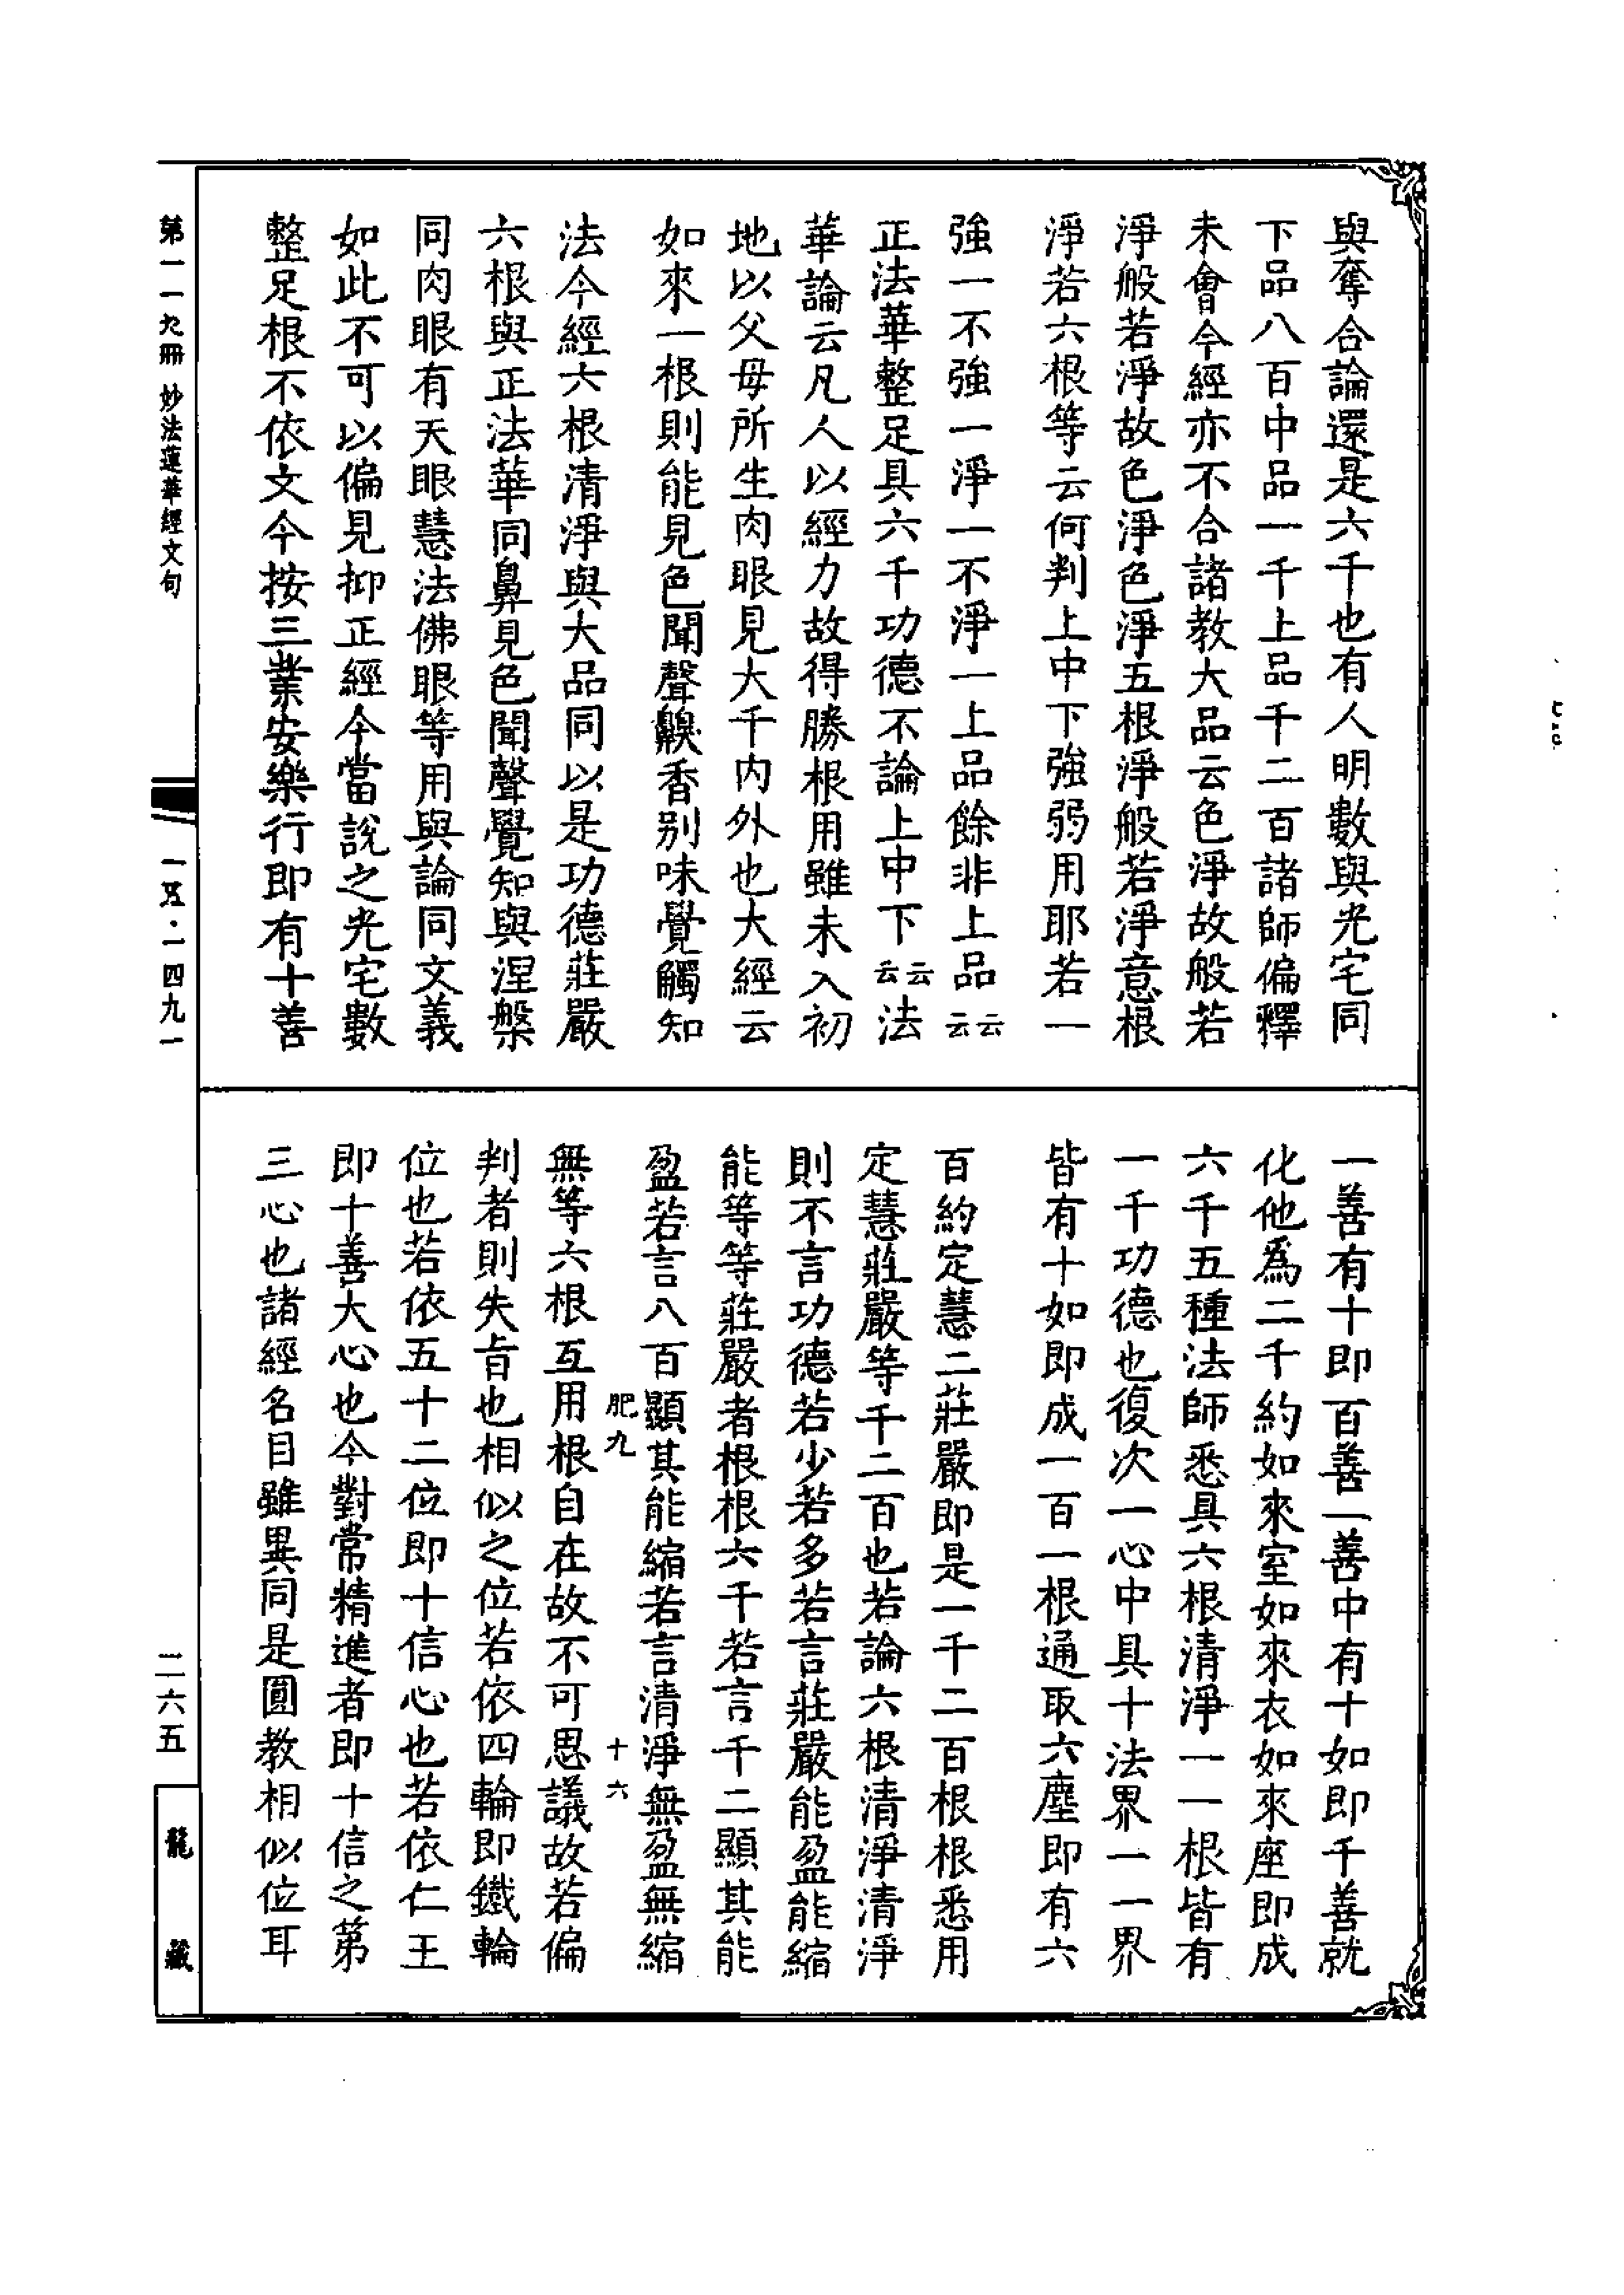 與奪合論還是六千也有人明數與光宅同
下品八百中品一千上品千二百諸師偏釋
未會今經亦不合諸教大品云色淨故般若
淨般若淨故色淨色淨五根淨般若淨意根
淨若六根等云何判上中下強弱用耶若一
強一不強一淨一不淨一上品餘非上品云云
正法華整足具六千功德不論上中下云云法
華論云凡人以經力故得勝根用雖未入初
地以父母所生肉眼見大千內外也大經云
如來一根則能見色聞聲齅香別味覺觸知
法今經六根清淨與大品同以是功德莊嚴
六根與正法華同鼻見色聞聲覺知與涅槃
同肉眼有天眼慧法佛眼等用與論同文義
如此不可以偏見抑正經今當說之光宅數
整足根不依文今按三業安樂行即有十善
一善有十即百善一善中有十如即千善就
化他爲二千約如來室如來衣如來座即成
六千五種法師悉具六根清淨一一根皆有
一千功德也復次一心中具十法界一一界
皆有十如即成一百一根通取六塵即有六
百約定慧二莊嚴即是一千二百根根悉用
定慧莊嚴等千二百也若論六根清淨清淨
則不言功德若少若多若言莊嚴能盈能縮
能等等莊嚴者根根六千若言千二顯其能
盈若言八百顯其能縮若言清淨無盈無縮
肥九 十六
無等六根互用根自在故不可思議故若偏
判者則失旨也相似之位若依四輪即鐵輪
位也若依五十二位即十信心也若依仁王
即十善大心也今對常精進者即十信之第
三心也諸經名目雖異同是圓教相似位耳
第一一九冊 妙法蓮華經文句
一五·一四九一
二六五
龍藏